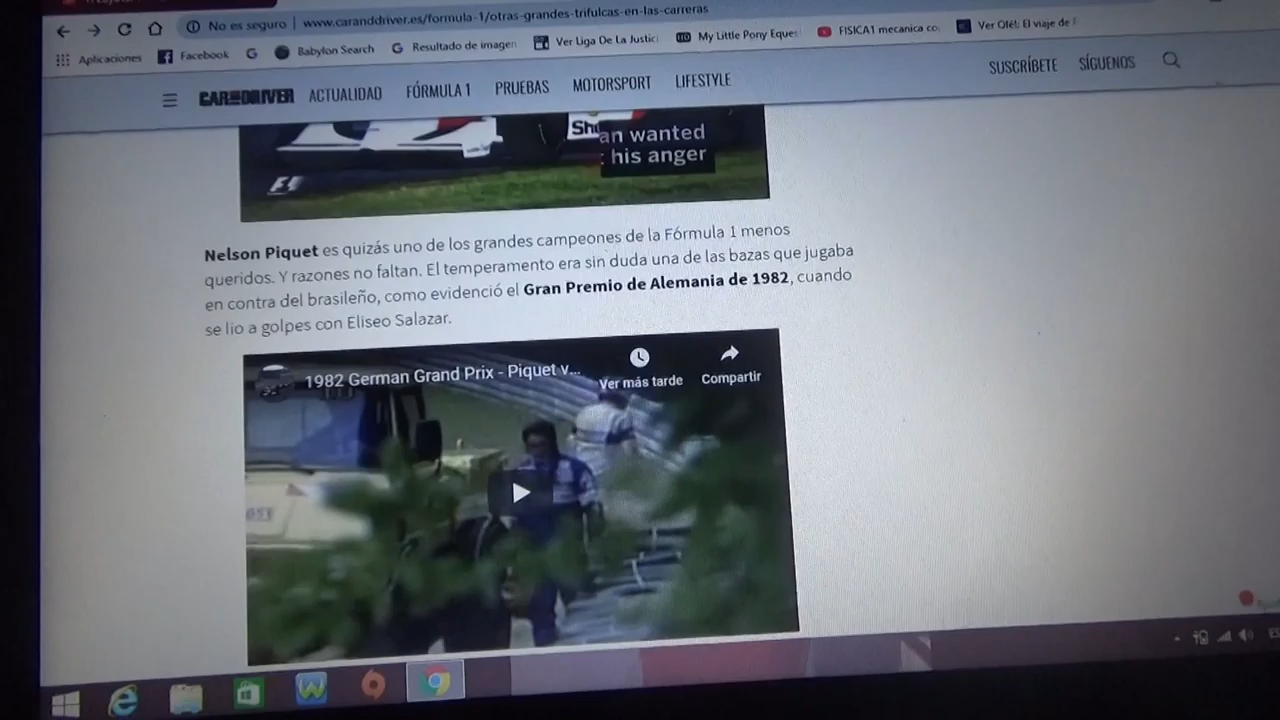 No es seguro | www.caranddriver.es/formula-1/otras-grandes-trifulcas-en-las-carreras
Aplicaciones Facebook Babylon Search Resultado de imagen Ver Liga De La Justici My Little Pony Eques FISICA1 mecanica co Ver Olé!: El viaje de
CAR AND DRIVER ACTUALIDAD FÓRMULA 1 PRUEBAS MOTORSPORT LIFESTYLE SUSCRÍBETE SÍGUENOS
an wanted
his anger
F1
Nelson Piquet es quizás uno de los grandes campeones de la Fórmula 1 menos
queridos. Y razones no faltan. El temperamento era sin duda una de las bazas que jugaba
en contra del brasileño, como evidenció el Gran Premio de Alemania de 1982, cuando
se lio a golpes con Eliseo Salazar.
1982 German Grand Prix - Piquet v...
Ver más tarde
Compartir